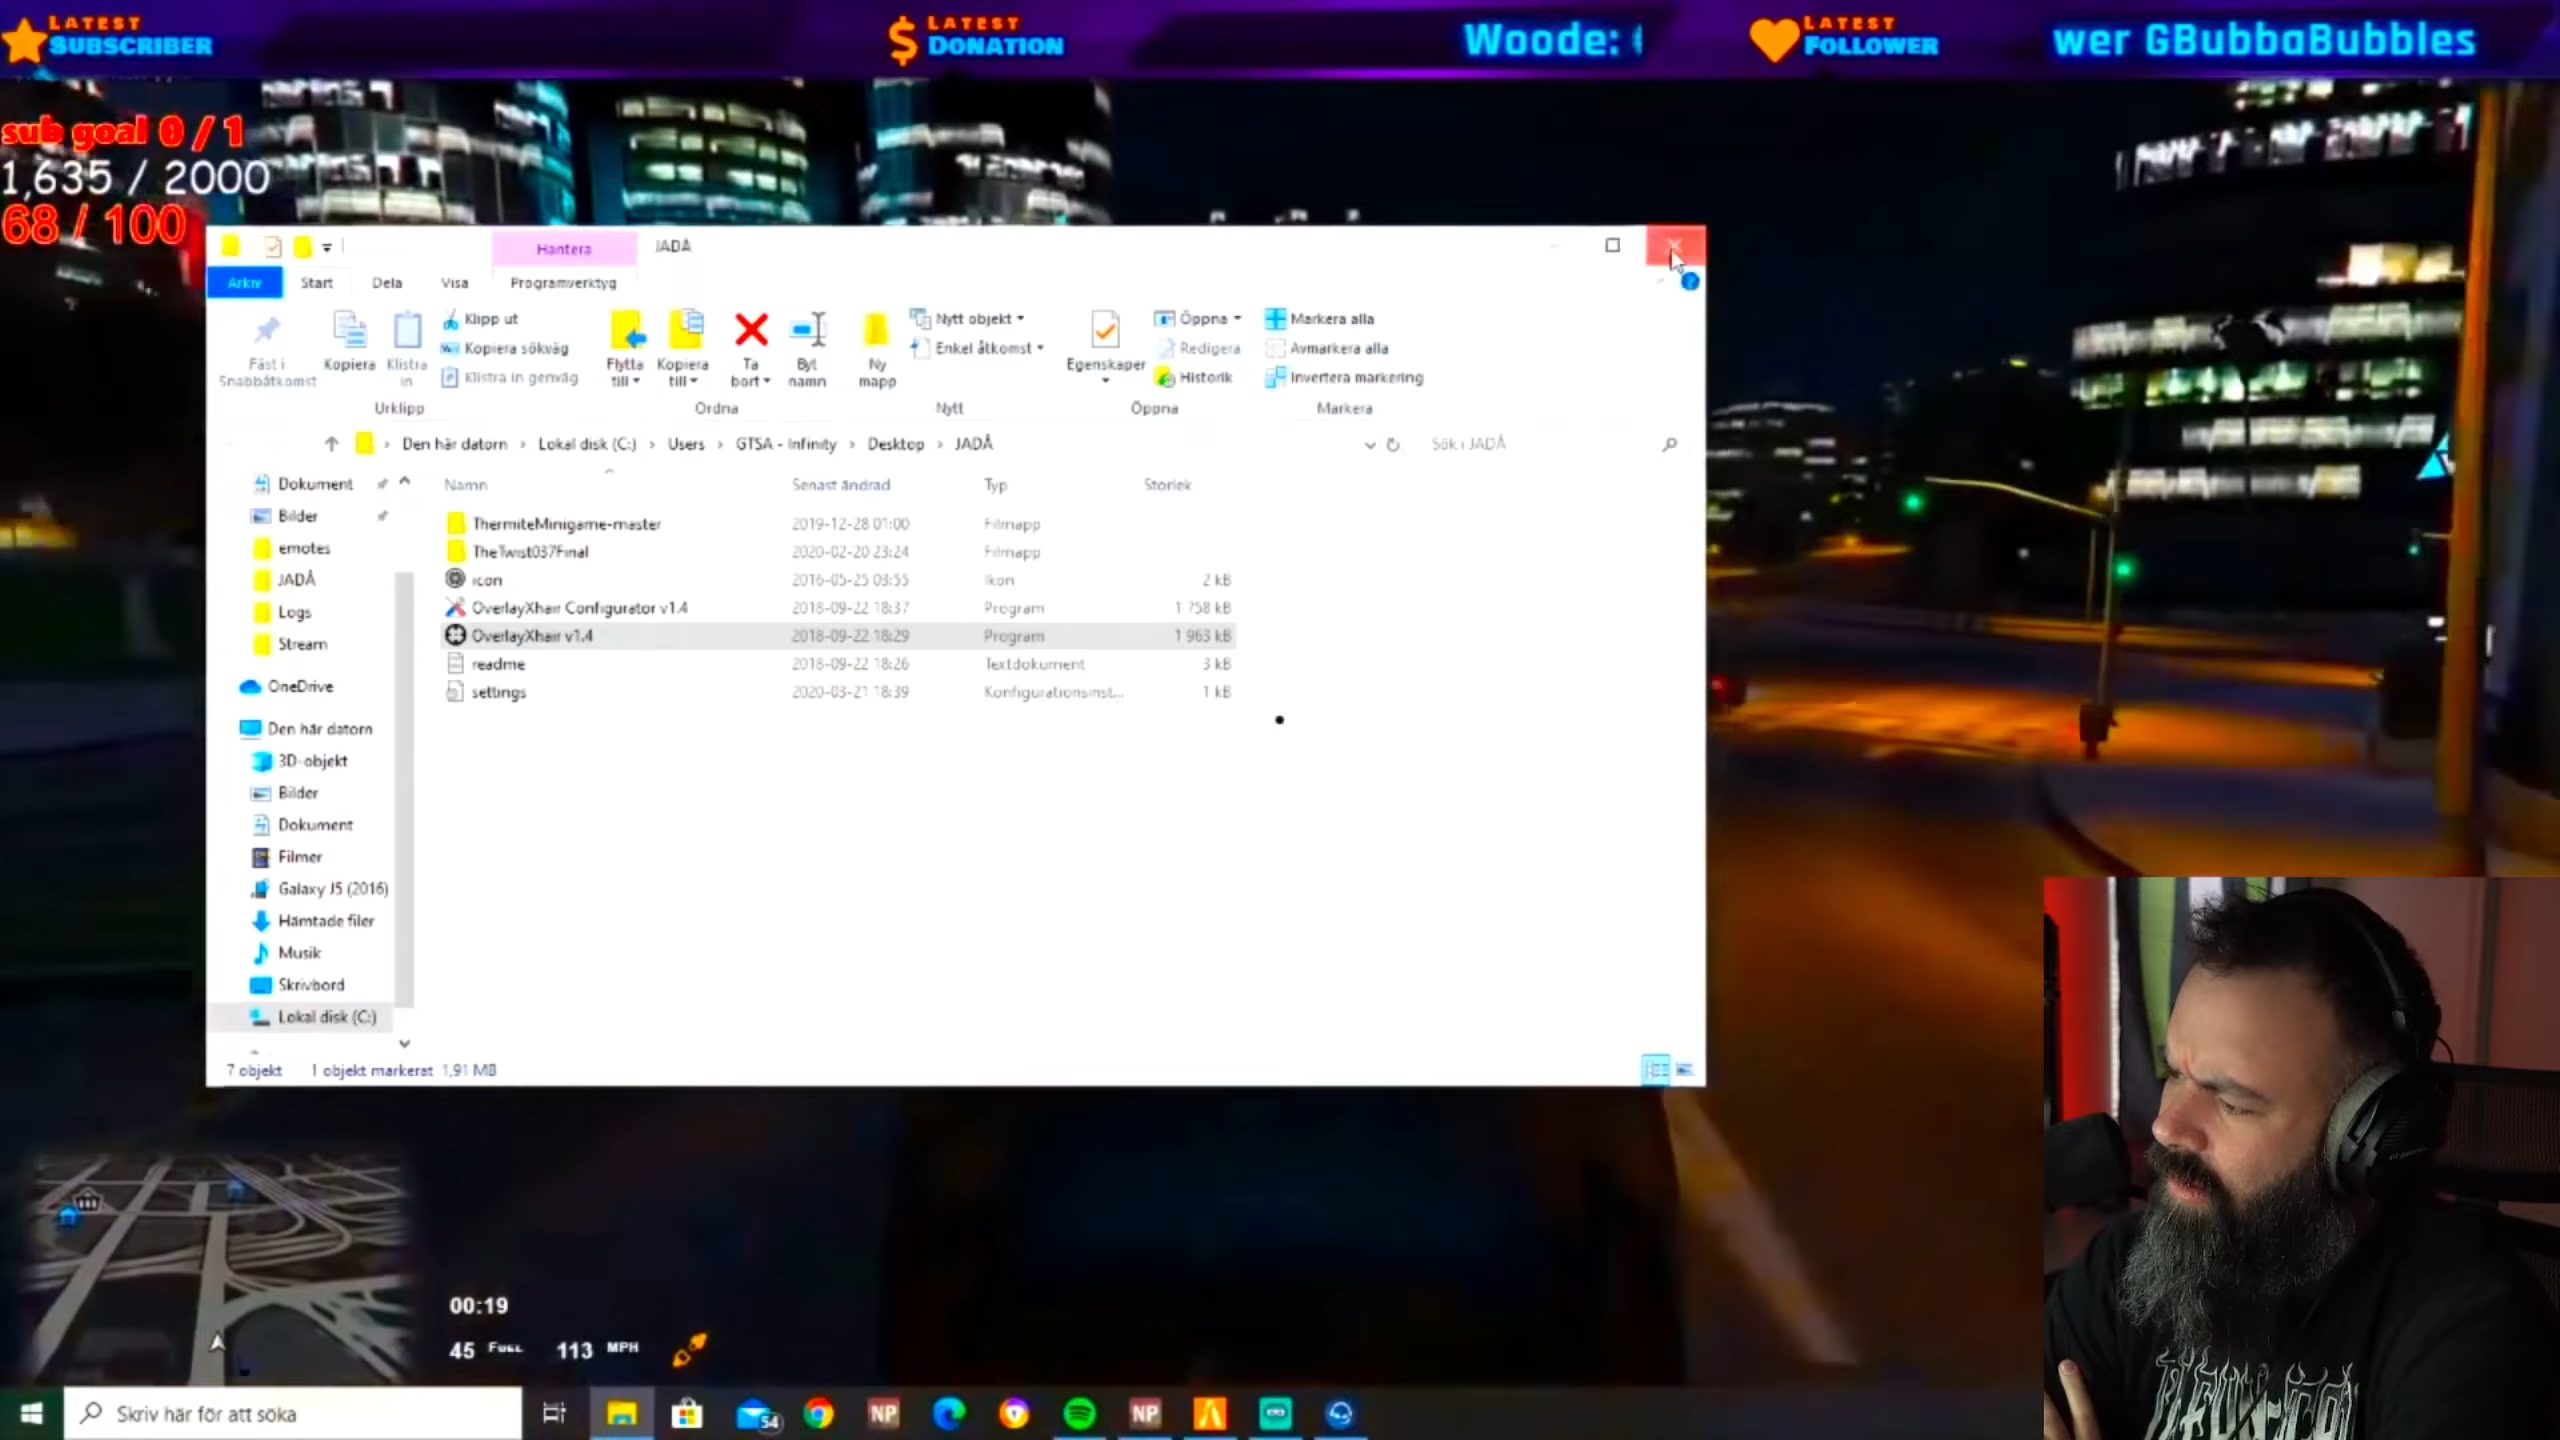 LATEST SUBSCRIBER
LATEST DONATION
Woode:
LATEST FOLLOWER
wer GBubbaBubbles
sub goal 0 / 1
1,635 / 2000
68 / 100
Hantera
JADÅ
Arkiv
Start
Dela
Visa
Programverktyg
Fäst i Snabbåtkomst
Kopiera
Klistra in
Klipp ut
Kopiera sökväg
Klistra in genväg
Urklipp
Flytta till
Kopiera till
Ta bort
Byt namn
Ordna
Ny mapp
Nytt objekt
Enkel åtkomst
Nytt
Egenskaper
Öppna
Redigera
Historik
Öppna
Markera alla
Avmarkera alla
Invertera markering
Markera
Den här datorn > Lokal disk (C:) > Users > GTSA - Infinity > Desktop > JADÅ
Sök i JADÅ
Dokument
Bilder
emotes
JADÅ
Logs
Stream
OneDrive
Den här datorn
3D-objekt
Bilder
Dokument
Filmer
Galaxy J5 (2016)
Hämtade filer
Musik
Skrivbord
Lokal disk (C:)
Namn Senast ändrad Typ Storlek
ThermiteMinigame-master 2019-12-28 01:00 Filmapp
TheTwist037Final 2020-02-20 23:24 Filmapp
icon 2016-05-25 03:55 Ikon 2 kB
OverlayXhair Configurator v1.4 2018-09-22 18:37 Program 1 758 kB
OverlayXhair v1.4 2018-09-22 18:29 Program 1 963 kB
readme 2018-09-22 18:26 Textdokument 3 kB
settings 2020-03-21 18:39 Konfigurationsinst... 1 kB
7 objekt 1 objekt markerat 1,91 MB
00:19
45 FUEL 113 MPH
Skriv här för att söka
54
NP
NP